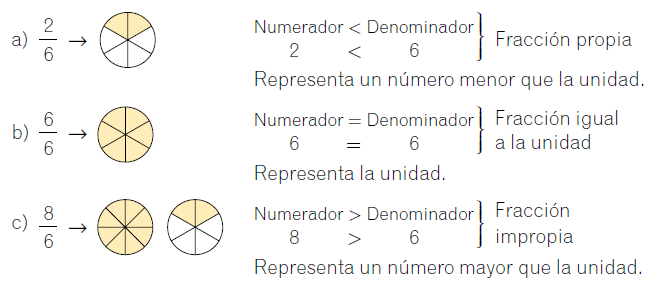 a) 2/6 → Numerador < Denominador } Fracción propia
2 < 6
Representa un número menor que la unidad.
b) 6/6 → Numerador = Denominador } Fracción igual
6 = 6 a la unidad
Representa la unidad.
c) 8/6 → Numerador > Denominador } Fracción
8 > 6 impropia
Representa un número mayor que la unidad.